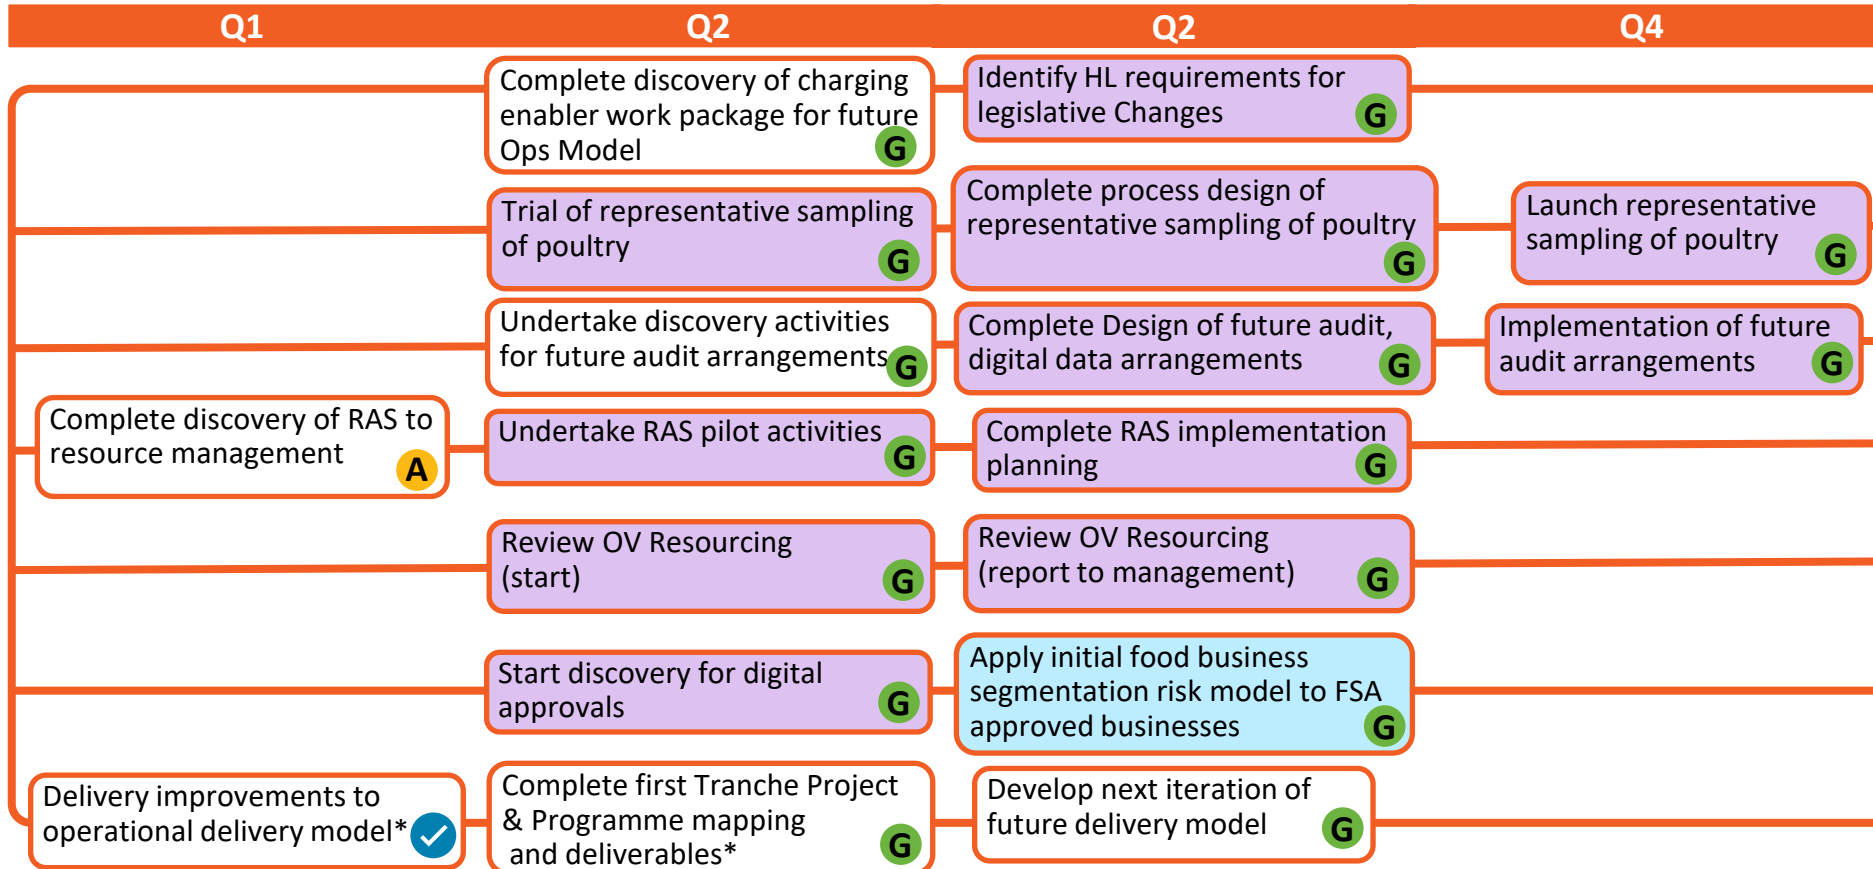 Q1
Q2
Q2
Q4
Complete discovery of charging
enabler work package for future
Ops Model
G
Identify HL requirements for
legislative Changes
G
Trial of representative sampling
of poultry
G
Complete process design of
representative sampling of poultry
G
Launch representative
sampling of poultry
G
Undertake discovery activities
for future audit arrangements
G
Complete Design of future audit,
digital data arrangements
G
Implementation of future
audit arrangements
G
Complete discovery of RAS to
resource management
A
Undertake RAS pilot activities
G
Complete RAS implementation
planning
G
Review OV Resourcing
(start)
G
Review OV Resourcing
(report to management)
G
Start discovery for digital
approvals
G
Apply initial food business
segmentation risk model to FSA
approved businesses
G
Delivery improvements to
operational delivery model*
Complete first Tranche Project
& Programme mapping
and deliverables*
G
Develop next iteration of
future delivery model
G